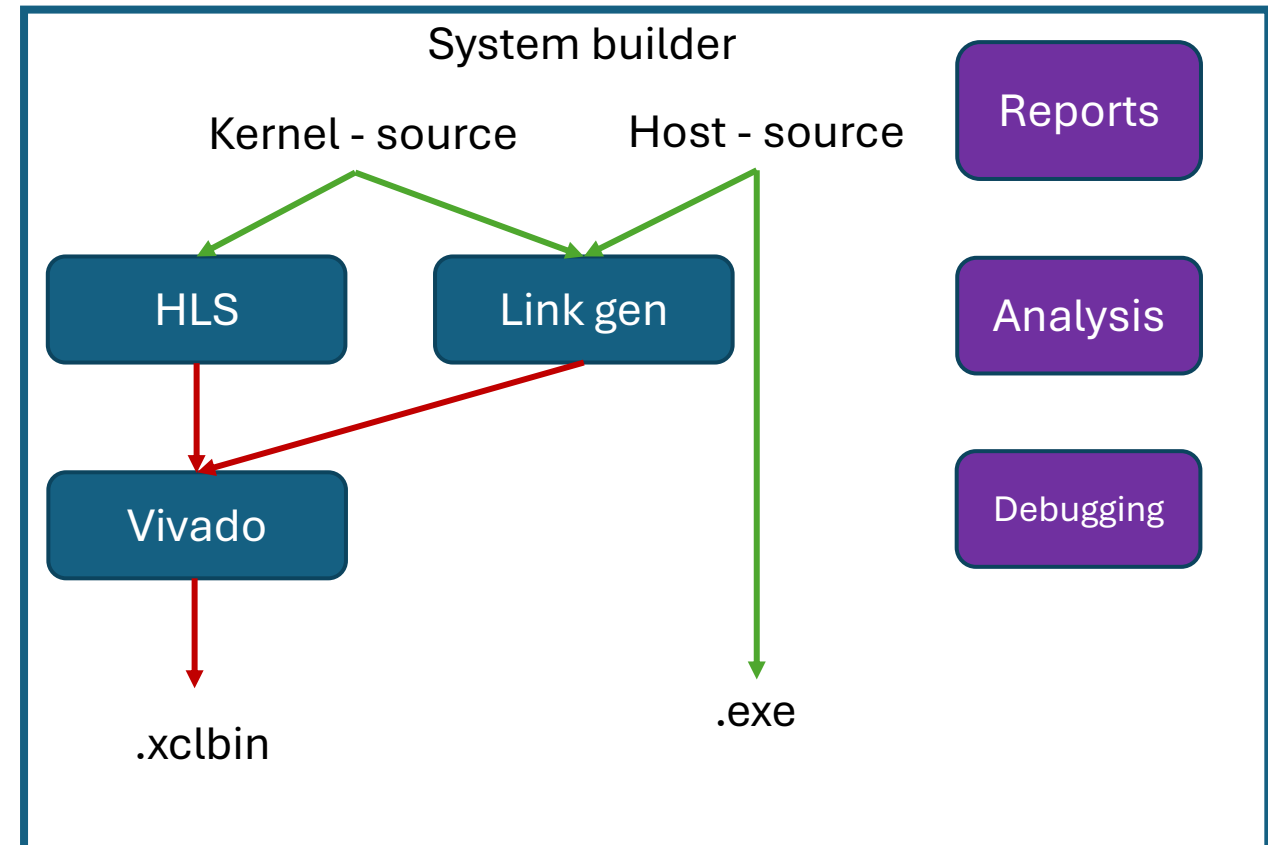 System builder
Kernel - source
Host - source
Reports
HLS
Link gen
Analysis
Vivado
Debugging
.xclbin
.exe